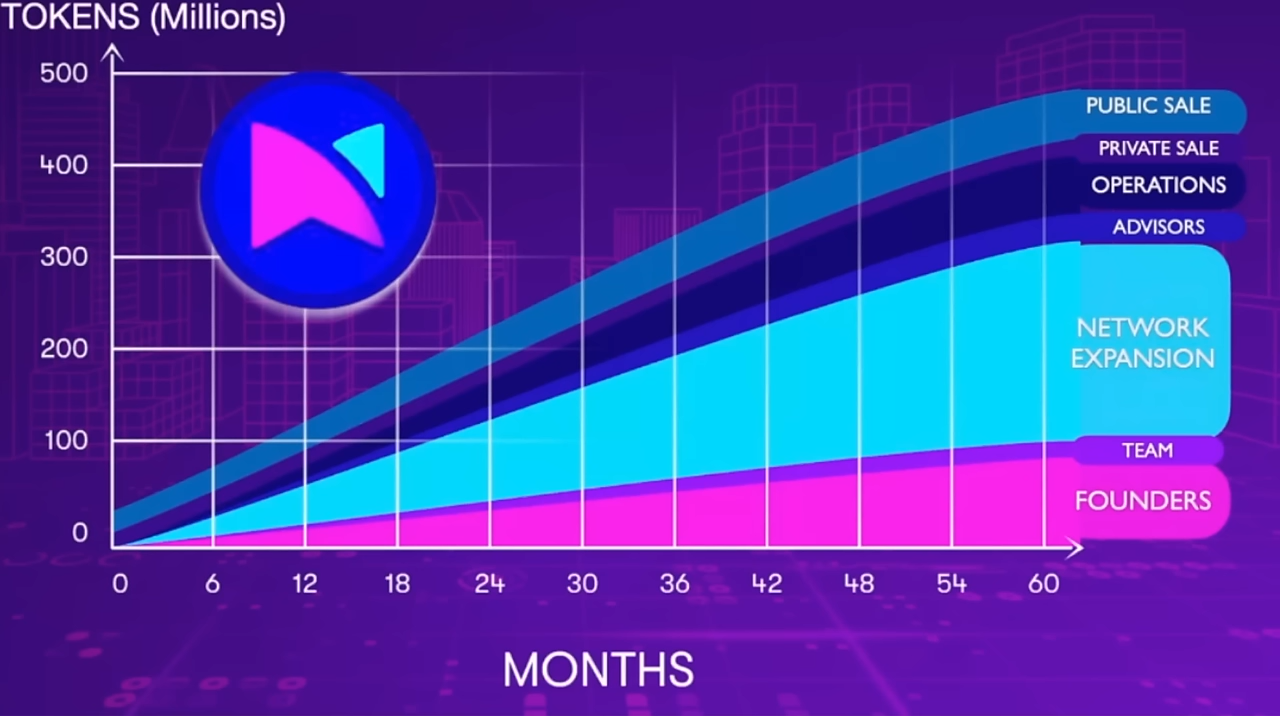 TOKENS (Millions)
500
400
300
200
100
0
0 6 12 18 24 30 36 42 48 54 60
MONTHS
PUBLIC SALE
PRIVATE SALE
OPERATIONS
ADVISORS
NETWORK
EXPANSION
TEAM
FOUNDERS